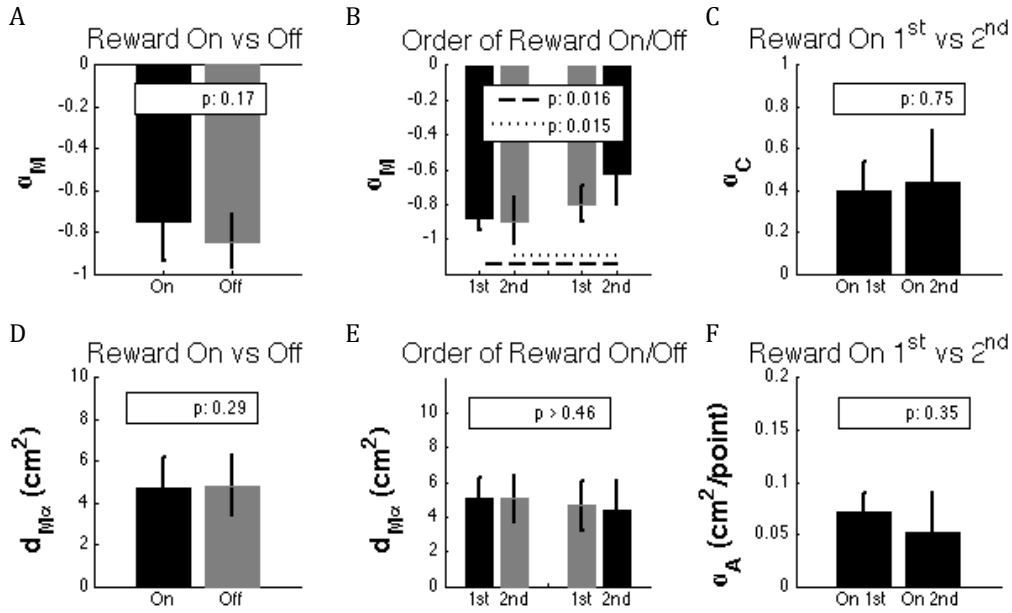 A
Reward On vs Off
0
-0.2
-0.4
-0.6
-0.8
-1
αM
p: 0.17
On Off
B
Order of Reward On/Off
0
-0.2
-0.4
-0.6
-0.8
-1
αM
p: 0.016
p: 0.015
1st 2nd 1st 2nd
C
Reward On 1st vs 2nd
1
0.8
0.6
0.4
0.2
0
αC
p: 0.75
On 1st On 2nd
D
Reward On vs Off
10
8
6
4
2
0
dMα (cm2)
p: 0.29
On Off
E
Order of Reward On/Off
10
8
6
4
2
0
dMα (cm2)
p > 0.46
1st 2nd 1st 2nd
F
Reward On 1st vs 2nd
0.2
0.15
0.1
0.05
0
αA (cm2/point)
p: 0.35
On 1st On 2nd